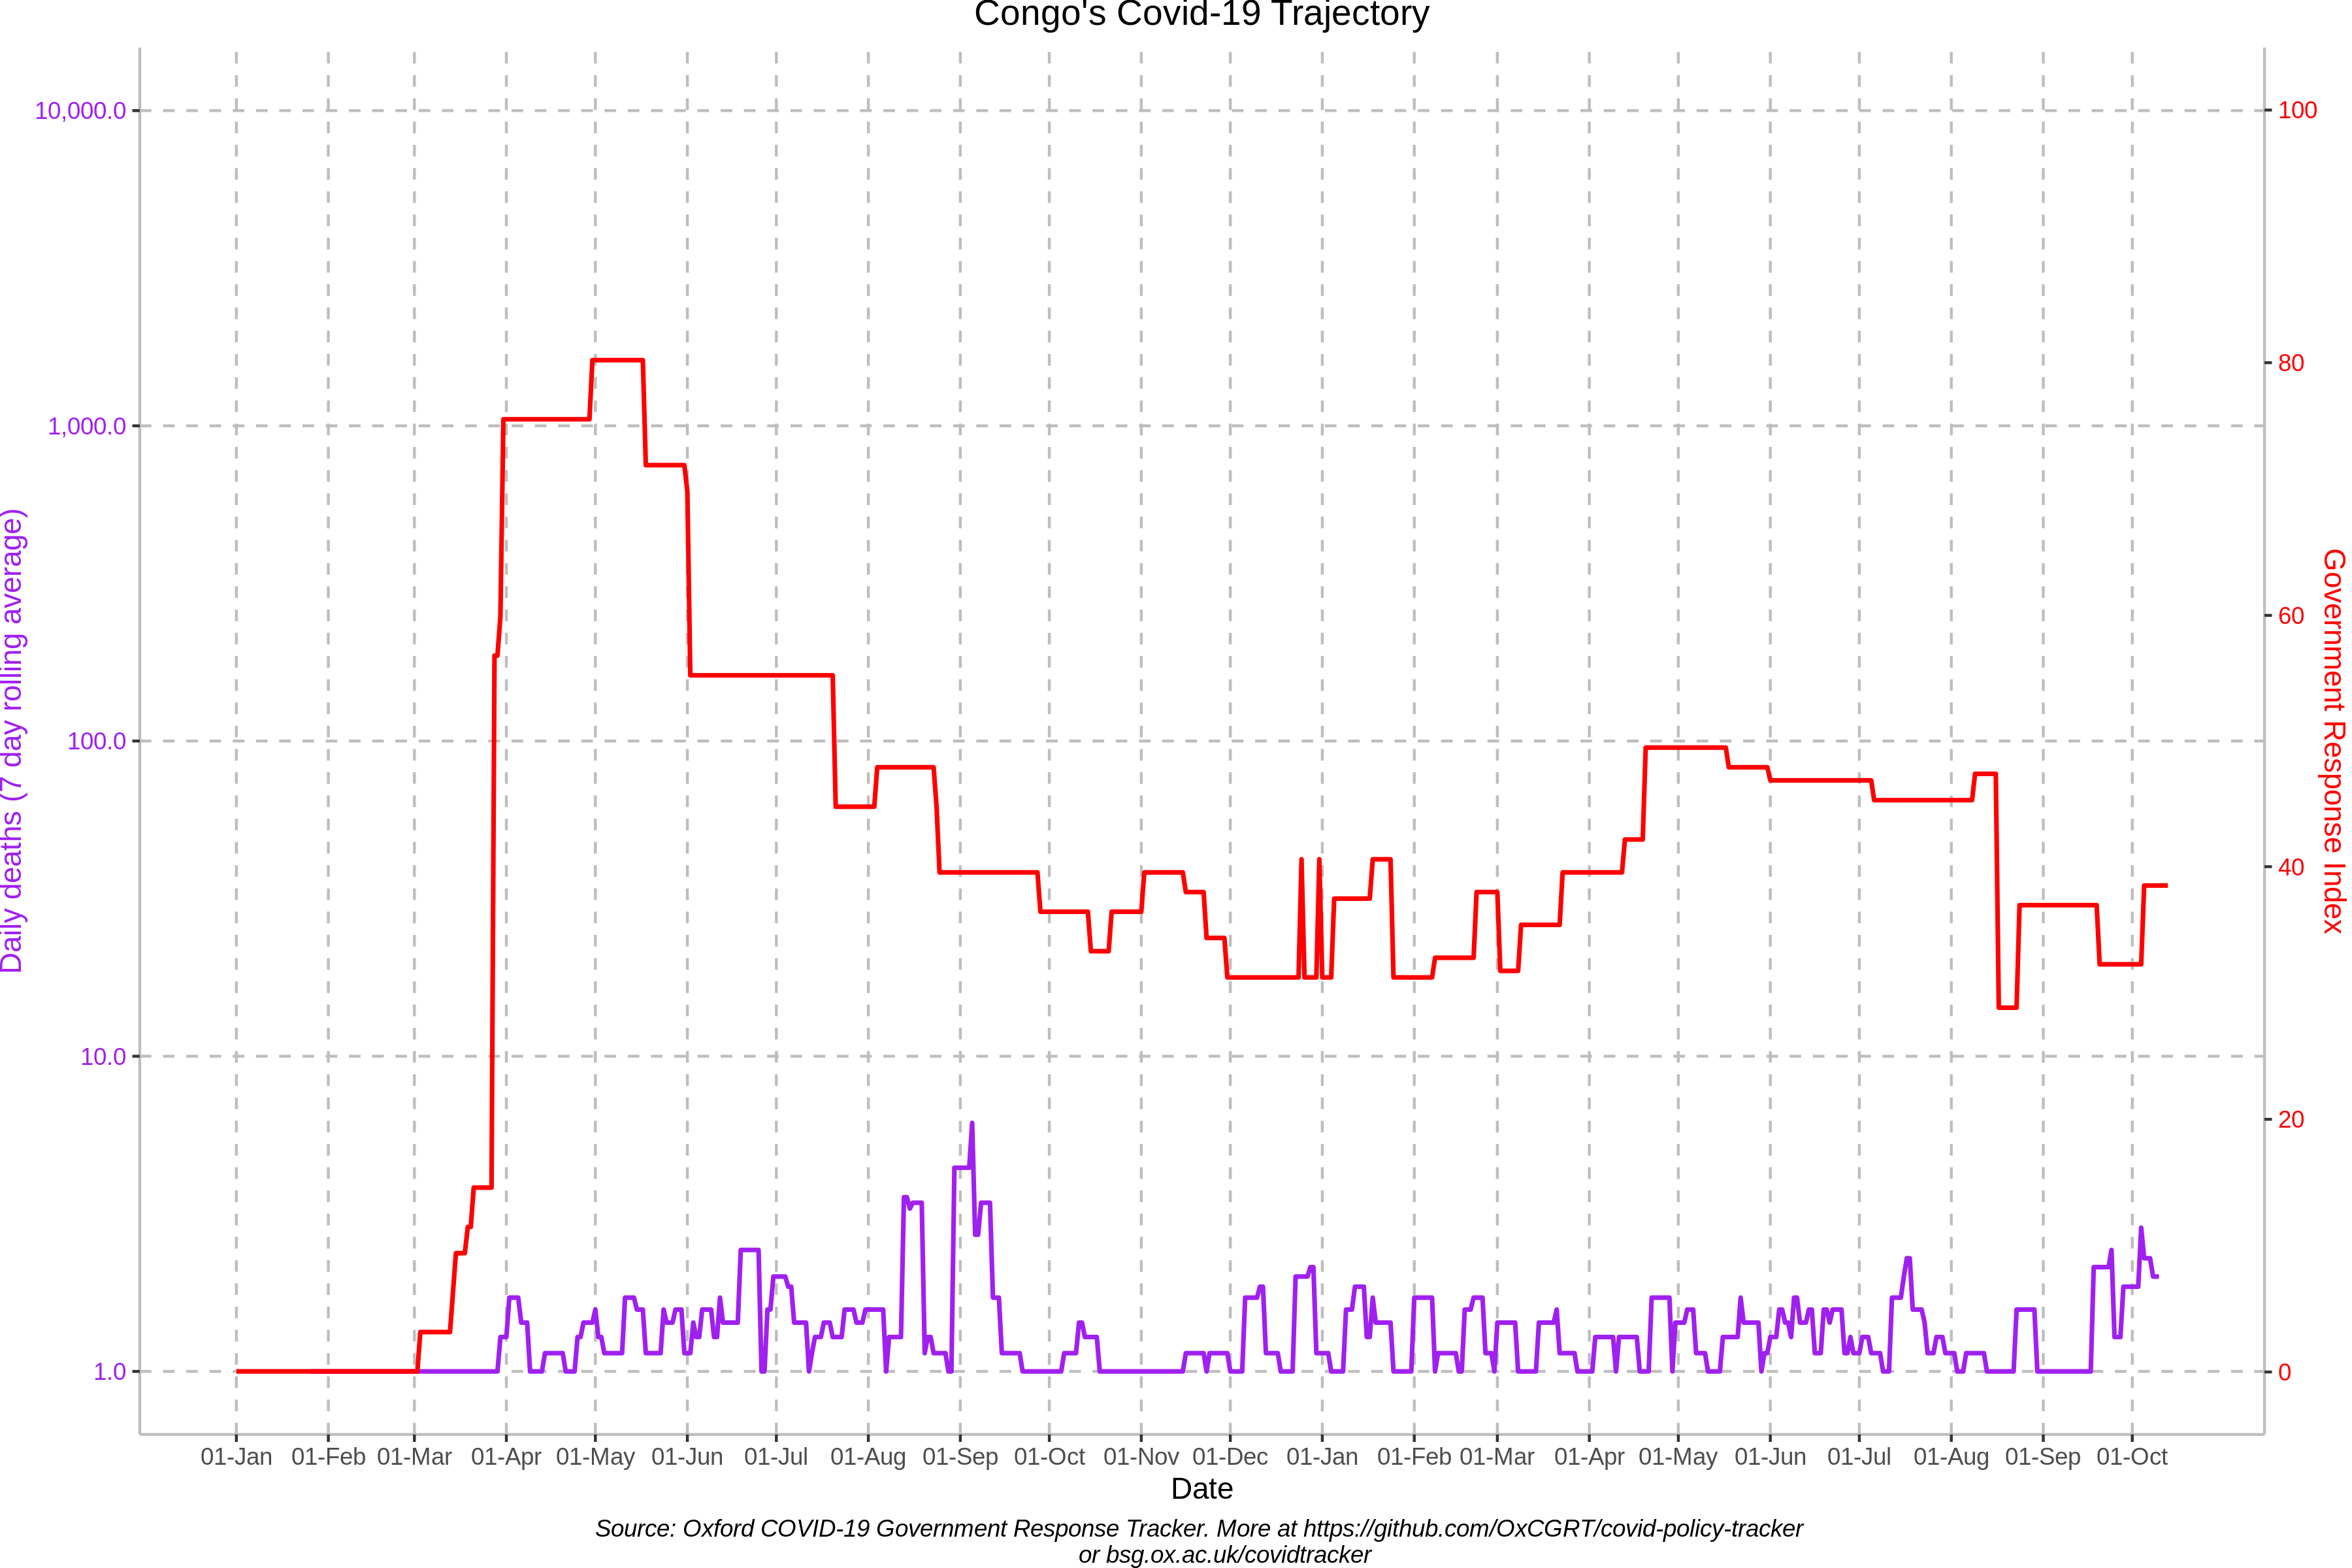 Congo's Covid-19 Trajectory
10,000.0
1,000.0
100.0
10.0
1.0
Daily deaths (7 day rolling average)
100
80
60
40
20
0
Government Response Index
01-Jan 01-Feb 01-Mar 01-Apr 01-May 01-Jun 01-Jul 01-Aug 01-Sep 01-Oct 01-Nov 01-Dec 01-Jan 01-Feb 01-Mar 01-Apr 01-May 01-Jun 01-Jul 01-Aug 01-Sep 01-Oct
Date
Source: Oxford COVID-19 Government Response Tracker. More at https://github.com/OxCGRT/covid-policy-tracker
or bsg.ox.ac.uk/covidtracker